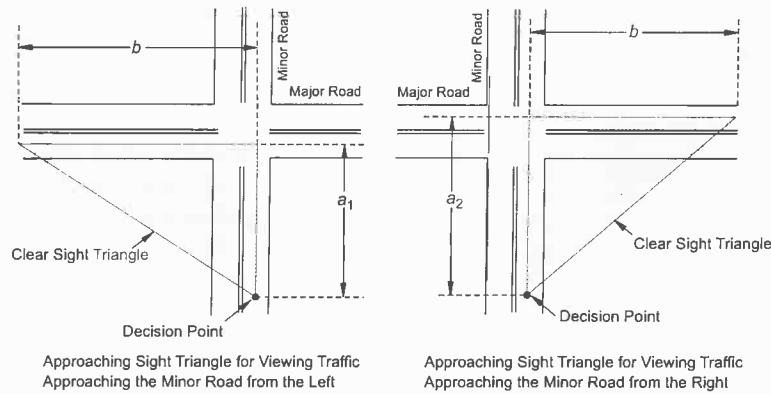 b
Minor Road
Major Road
a1
Clear Sight Triangle
Decision Point
Approaching Sight Triangle for Viewing Traffic
Approaching the Minor Road from the Left
b
Minor Road
Major Road
a2
Clear Sight Triangle
Decision Point
Approaching Sight Triangle for Viewing Traffic
Approaching the Minor Road from the Right